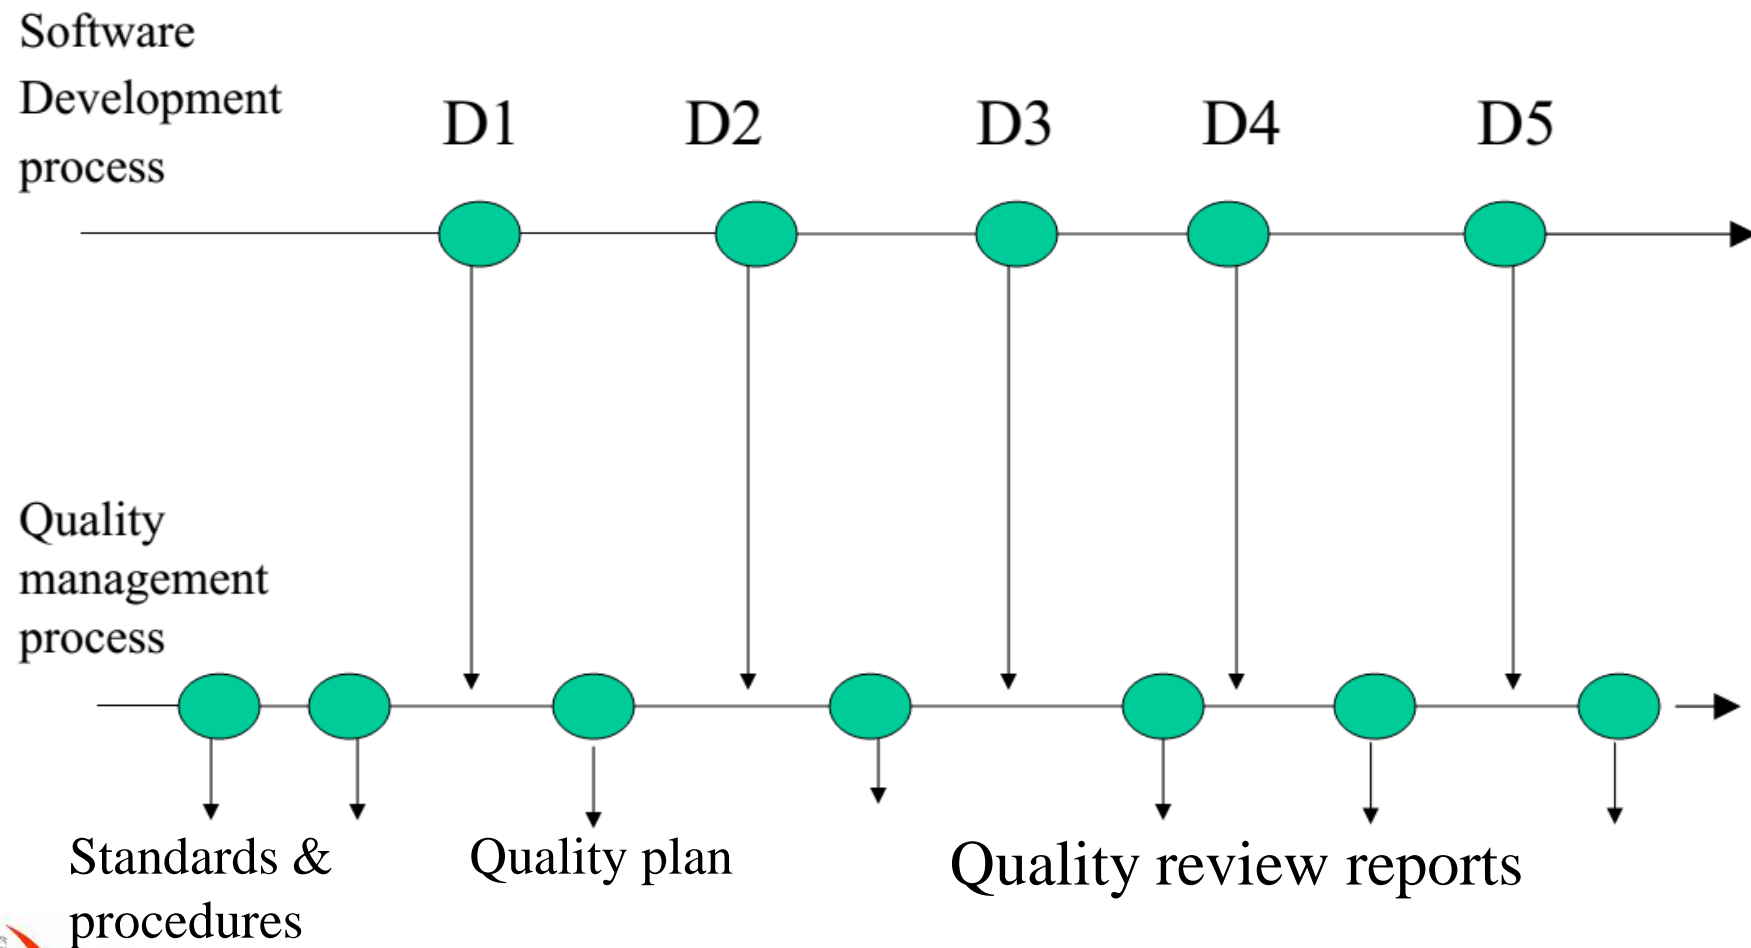 Software
Development
process
D1 D2 D3 D4 D5
Quality
management
process
Standards &
procedures
Quality plan
Quality review reports